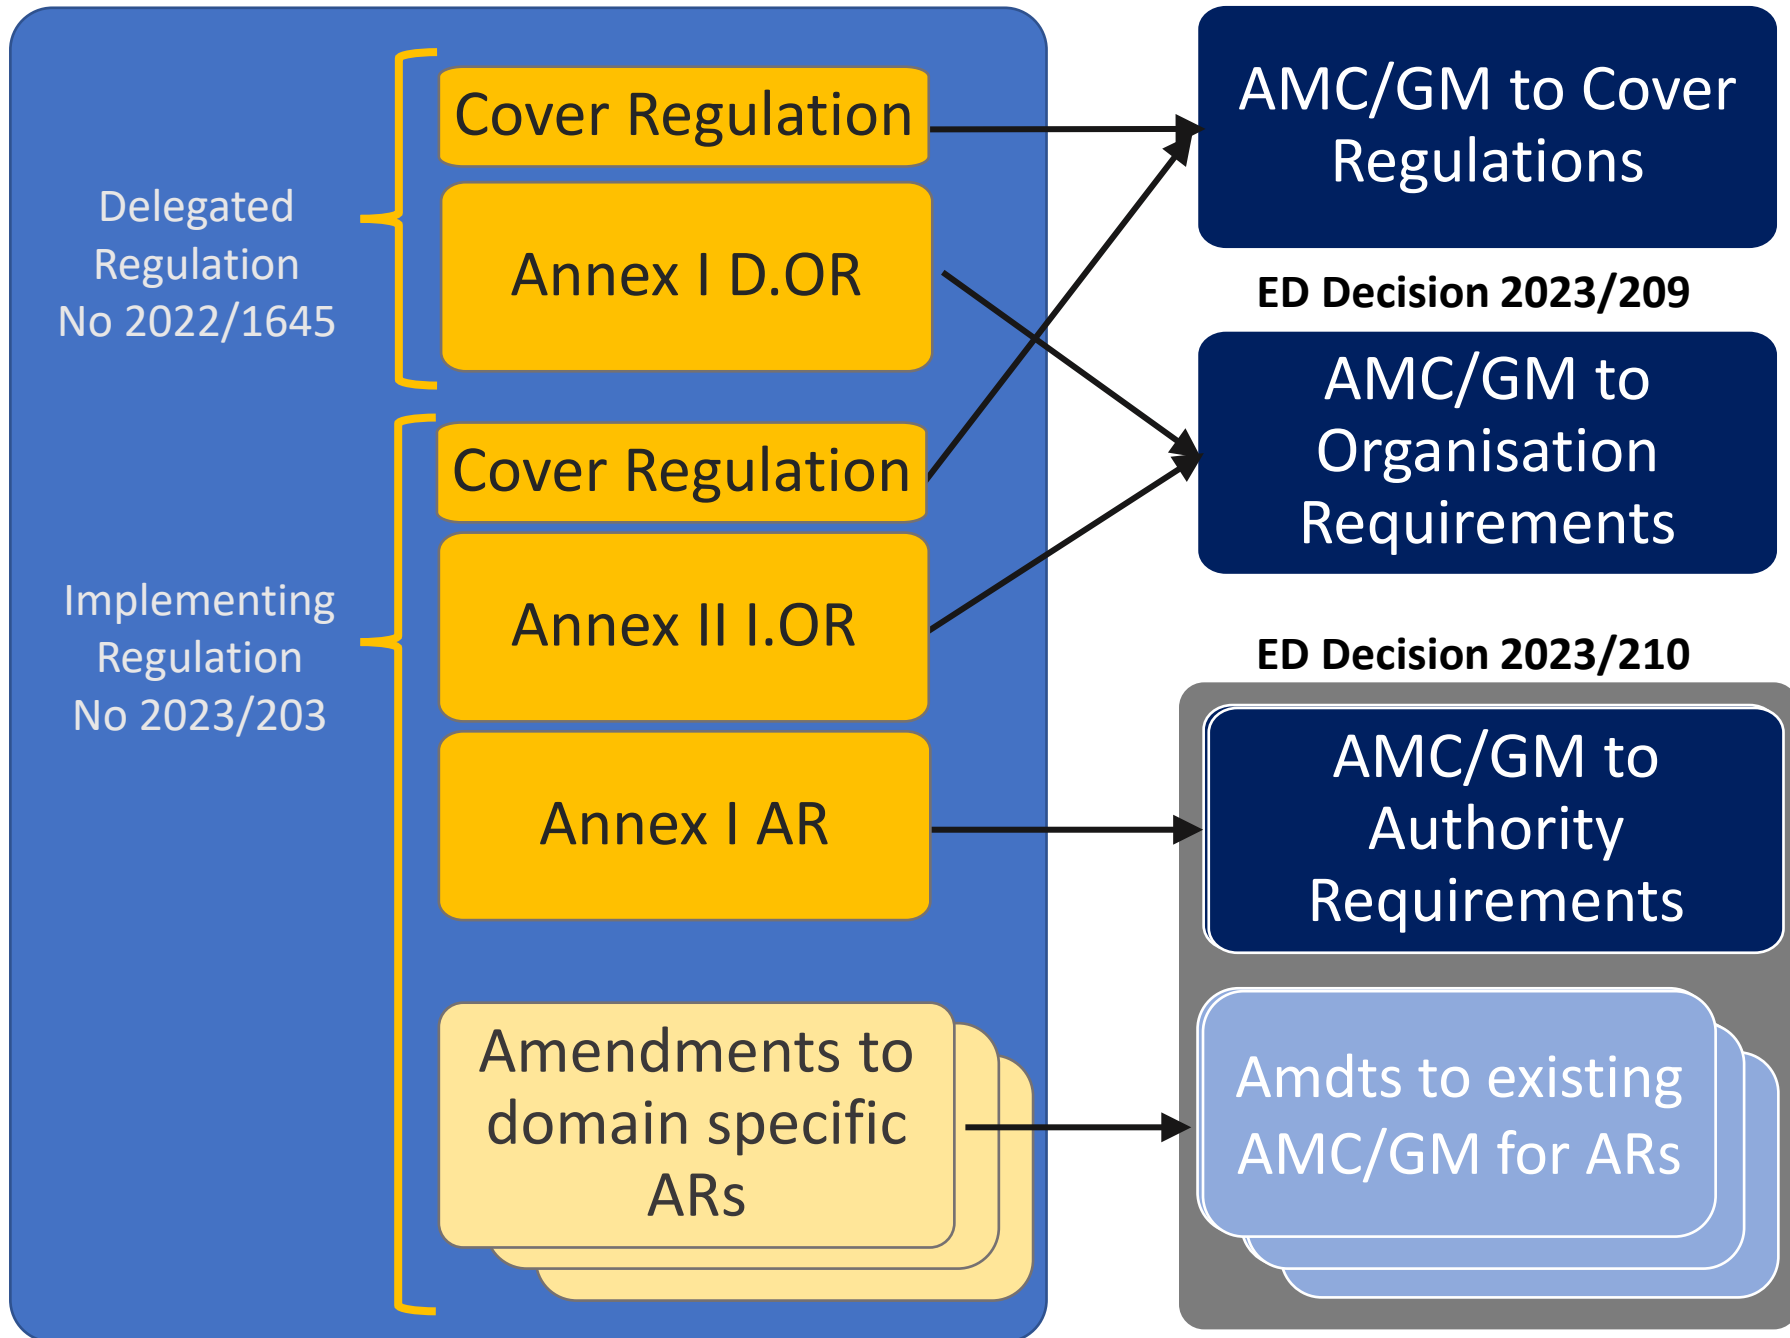 Delegated
Regulation
No 2022/1645
Cover Regulation
Annex I D.OR
Implementing
Regulation
No 2023/203
Cover Regulation
Annex II I.OR
Annex I AR
Amendments to
domain specific
ARs
AMC/GM to Cover
Regulations
ED Decision 2023/209
AMC/GM to
Organisation
Requirements
ED Decision 2023/210
AMC/GM to
Authority
Requirements
Amdts to existing
AMC/GM for ARs